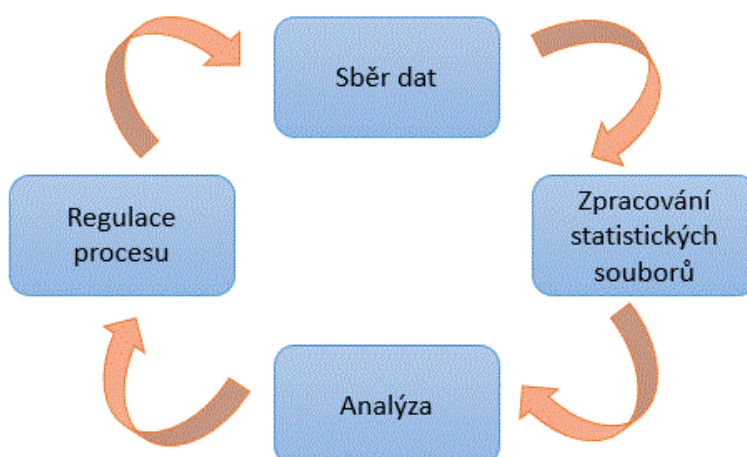 Sběr dat
Zpracování
statistických
souborů
Analýza
Regulace
procesu